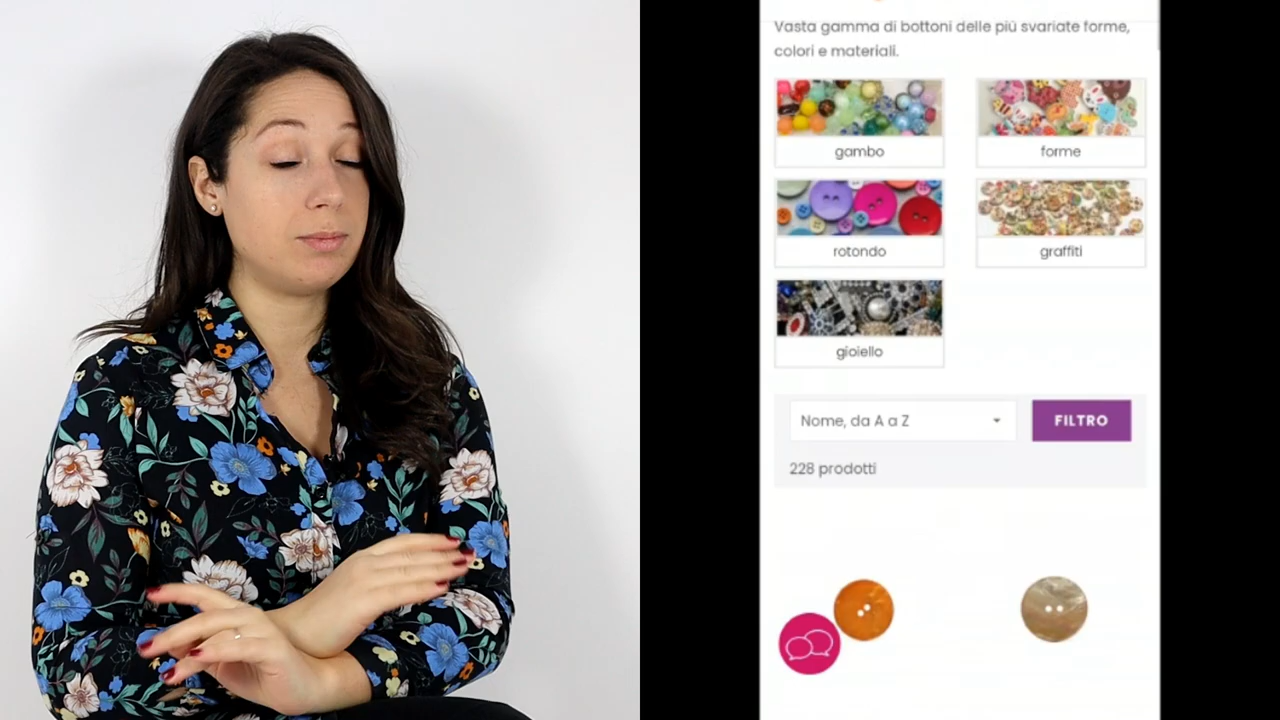 Vasta gamma di bottoni delle più svariate forme,
colori e materiali.
gambo
forme
rotondo
graffiti
gioiello
Nome, da A a Z
FILTRO
228 prodotti